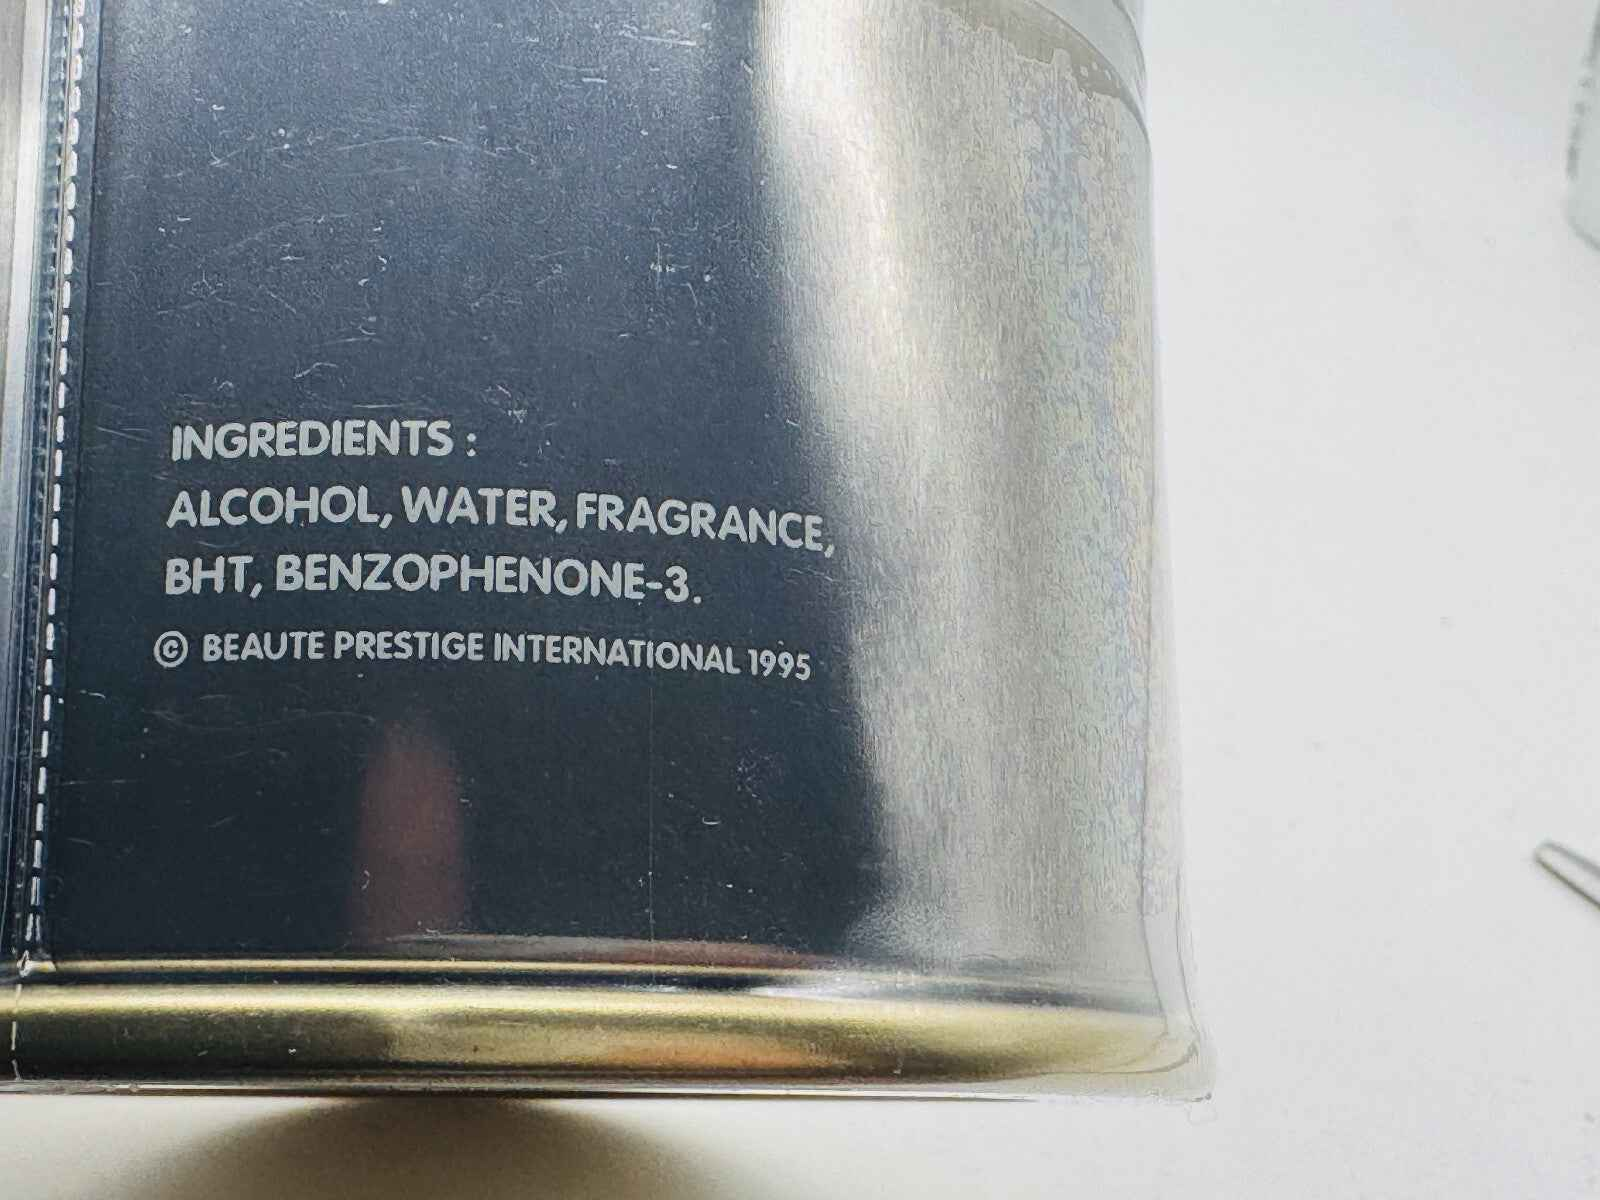 INGREDIENTS :
ALCOHOL, WATER, FRAGRANCE,
BHT, BENZOPHENONE-3.
© BEAUTE PRESTIGE INTERNATIONAL 1995